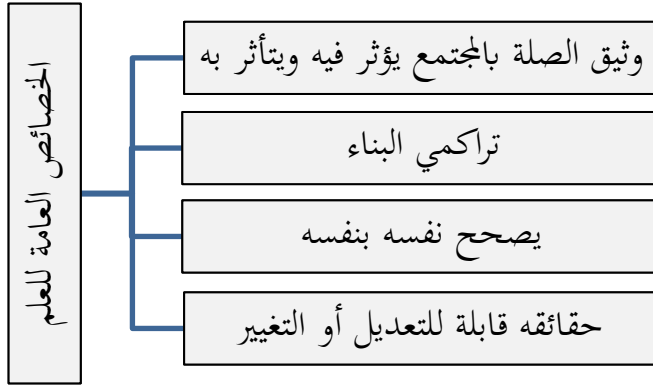 الخصائص العامة للعلم
وثيق الصلة بالمجتمع يؤثر فيه ويتأثر به
تراكمي البناء
يصحح نفسه بنفسه
حقائقه قابلة للتعديل أو التغيير